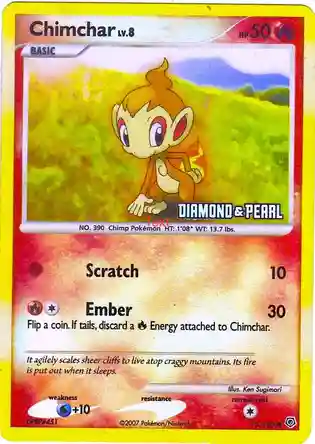 Chimchar LV.8
HP 50
BASIC
DIAMOND & PEARL
NO. 390 Chimp Pokémon HT: 1'08" WT: 13.7 lbs.
Scratch 10
Ember 30
Flip a coin. If tails, discard a Energy attached to Chimchar.
It agilely scales sheer cliffs to live atop craggy mountains. Its fire
is put out when it sleeps.
Illus. Ken Sugimori
weakness resistance
+10
©2007 Pokémon/Nintendo